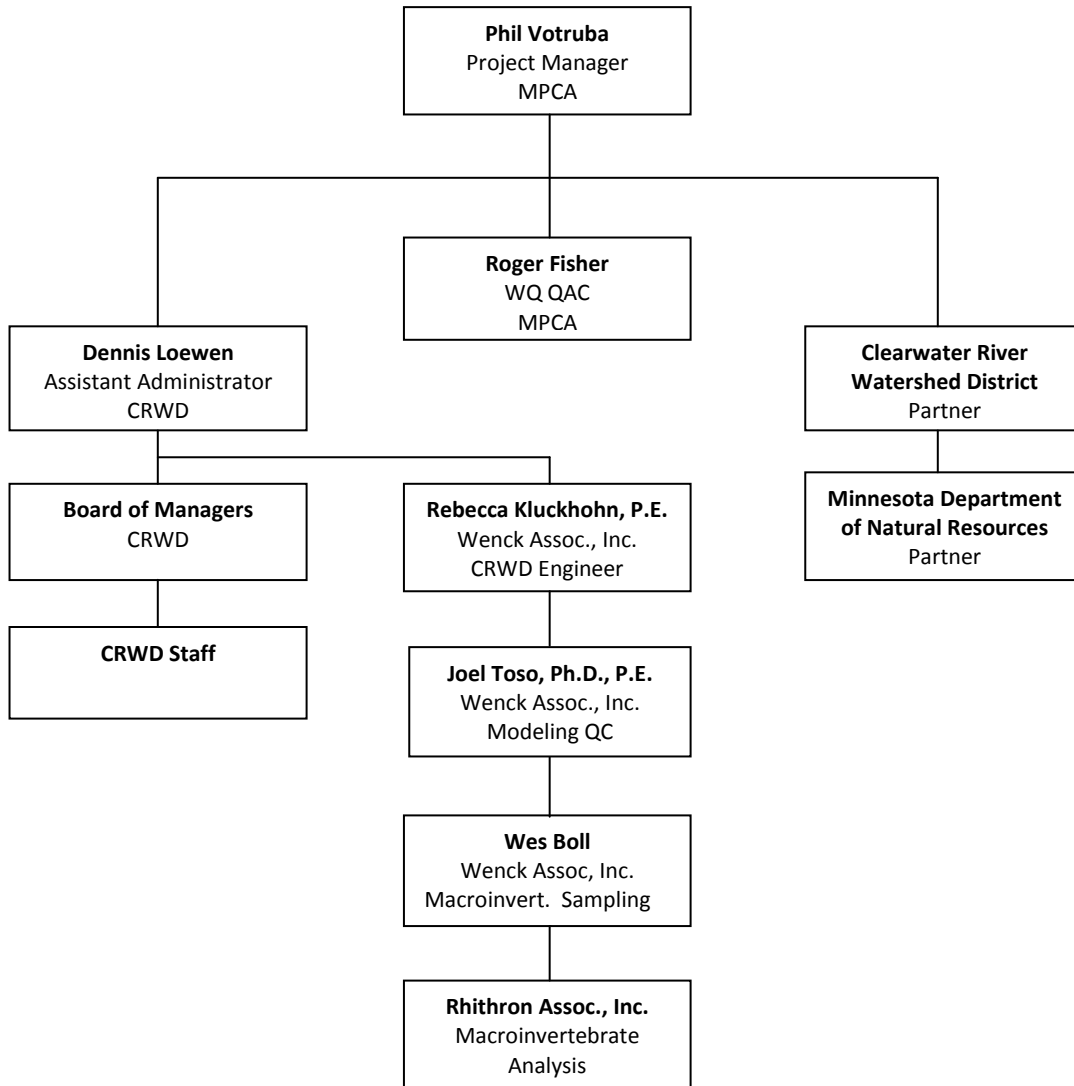 Phil Votruba
Project Manager
MPCA
Roger Fisher
WQ QAC
MPCA
Dennis Loewen
Assistant Administrator
CRWD
Clearwater River
Watershed District
Partner
Board of Managers
CRWD
Rebecca Kluckhohn, P.E.
Wenck Assoc., Inc.
CRWD Engineer
Minnesota Department
of Natural Resources
Partner
CRWD Staff
Joel Toso, Ph.D., P.E.
Wenck Assoc., Inc.
Modeling QC
Wes Boll
Wenck Assoc, Inc.
Macroinvert. Sampling
Rhithron Assoc., Inc.
Macroinvertebrate
Analysis